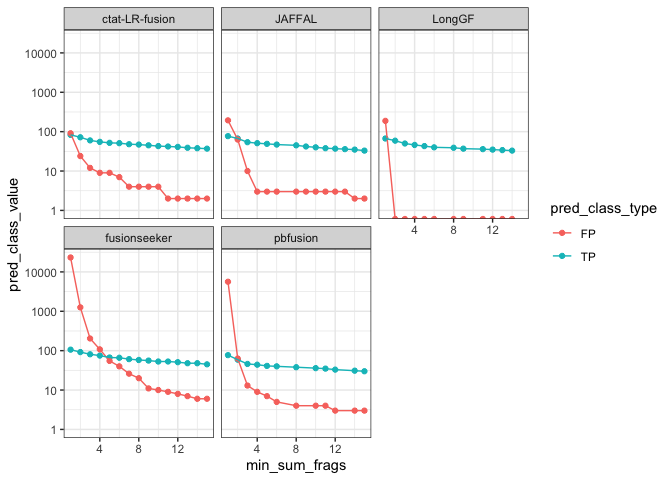 ctat-LR-fusion JAFFAL LongGF
10000
1000
100
10
1
4 8 12
fusionseeker pbfusion
10000
1000
100
10
1
4 8 12 4 8 12
min_sum_frags
pred_class_value
pred_class_type
FP
TP